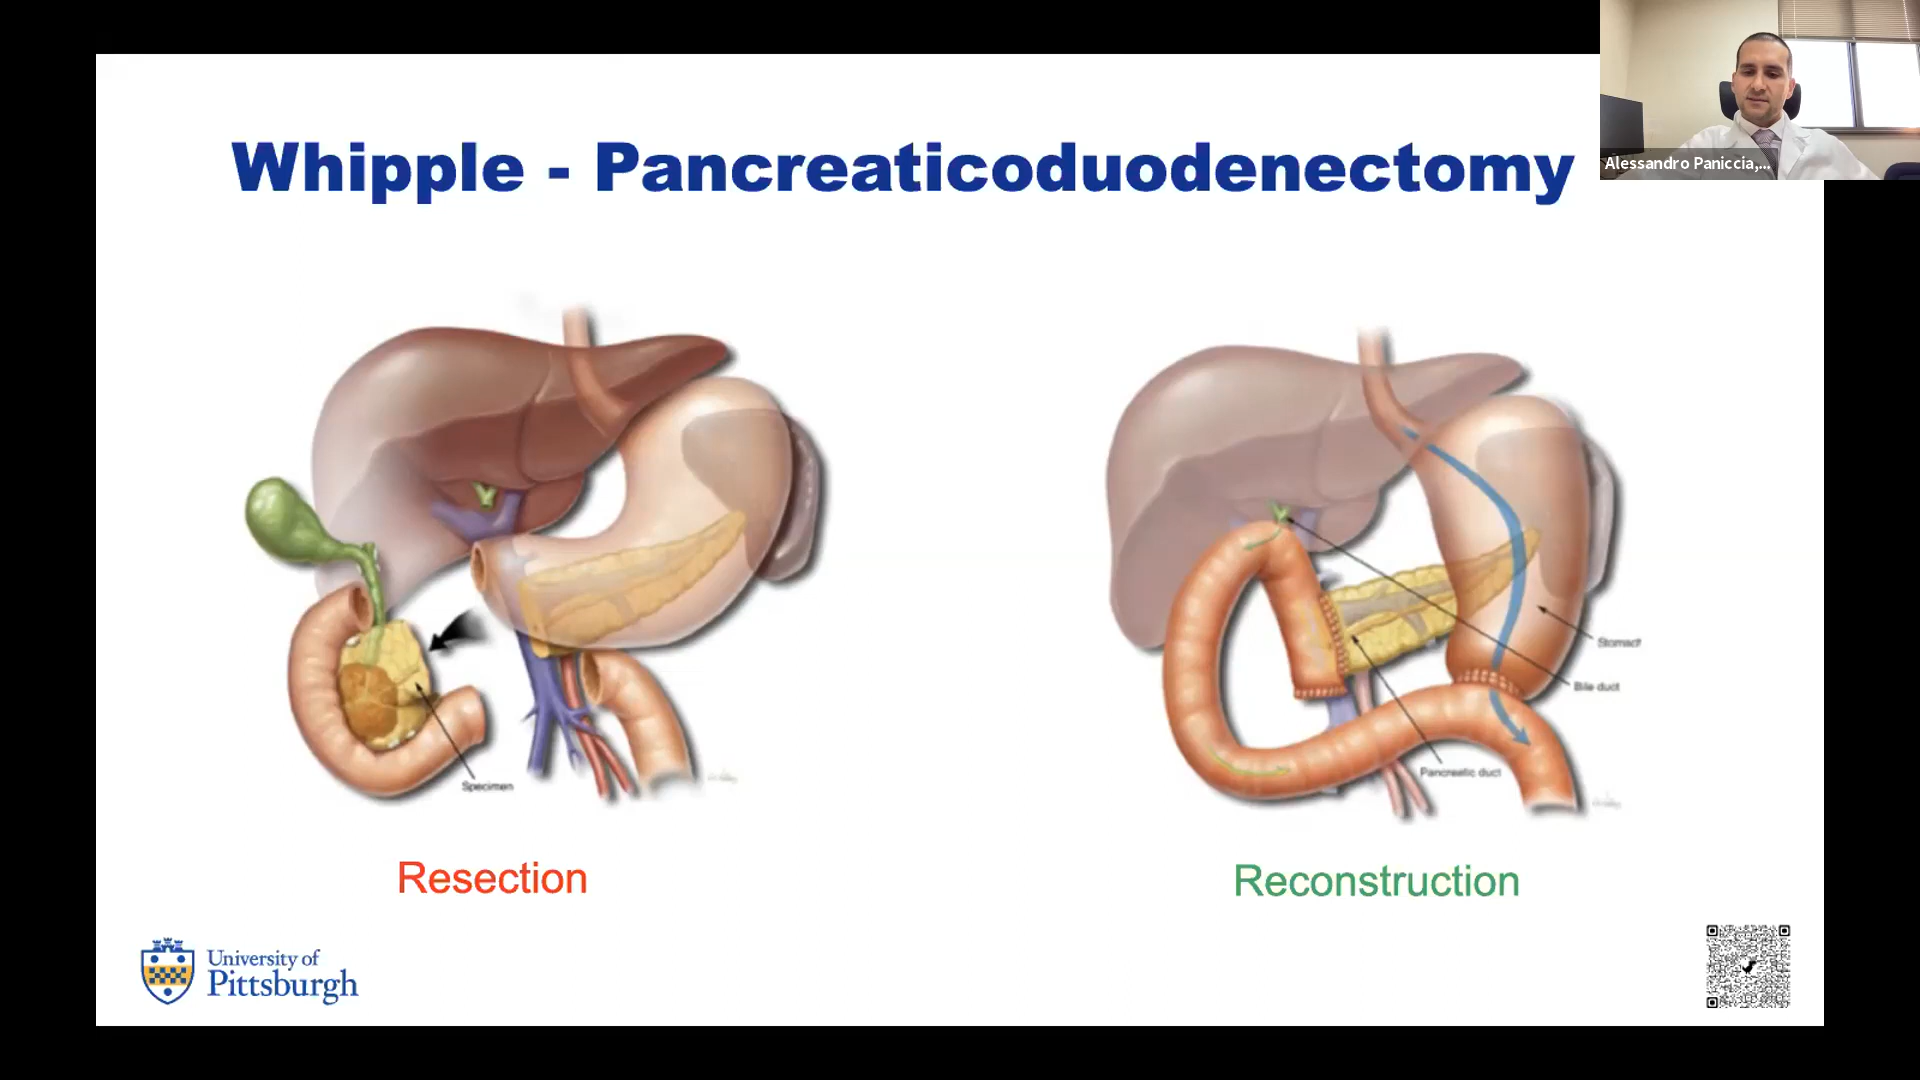 Whipple - Pancreaticoduodenectomy
Alessandro Paniccia,...
Stomach
Bile duct
Pancreatic duct
Specimen
Resection
Reconstruction
University of
Pittsburgh